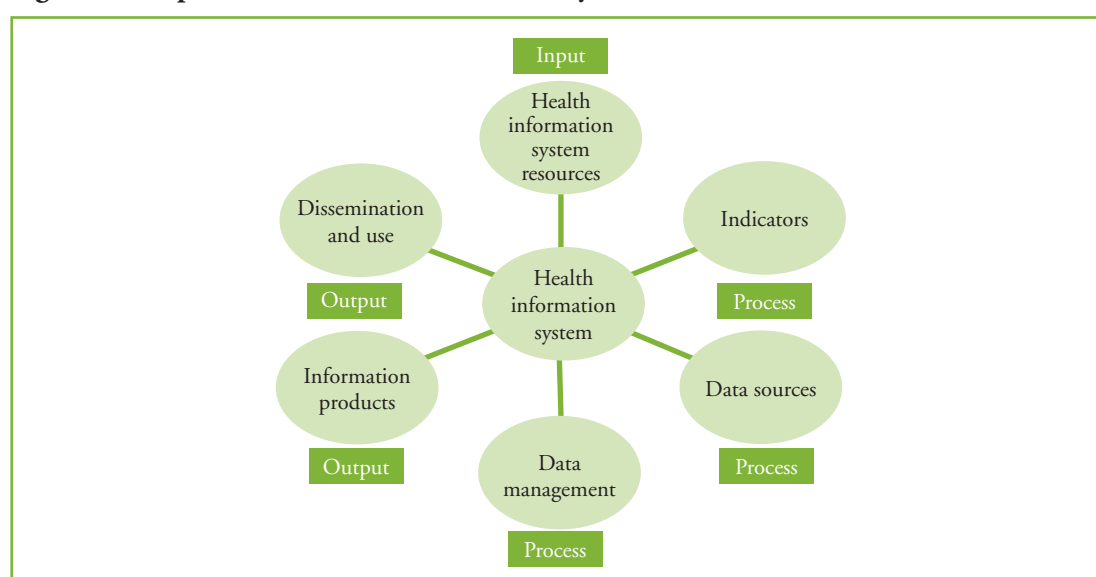 Input
Health
information
system
resources
Dissemination
and use
Indicators
Output
Health
information
system
Process
Information
products
Data sources
Output
Data
management
Process
Process